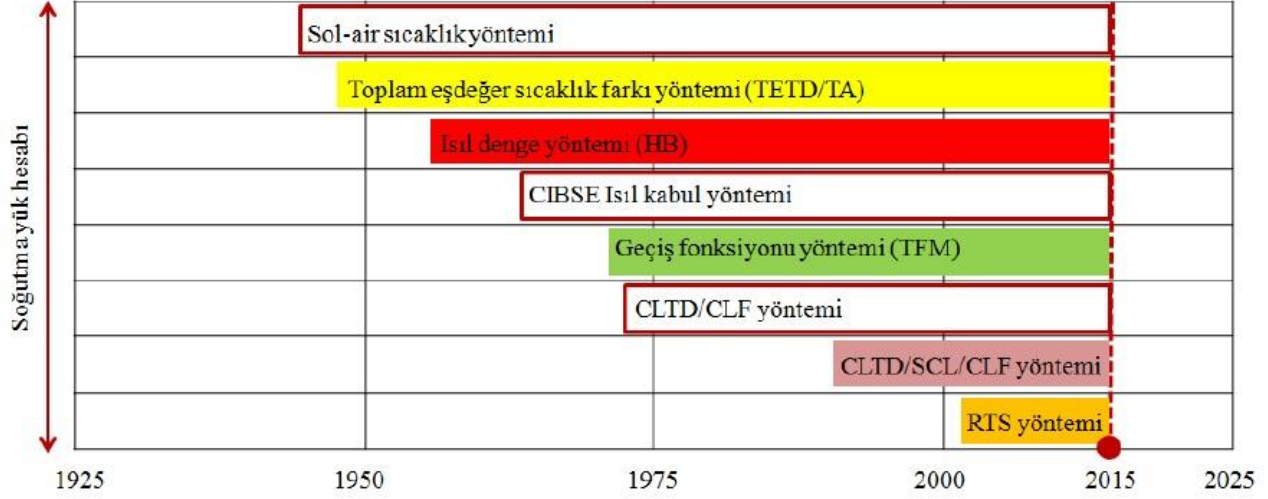 Soğutma yük hesabı
Sol-air sıcaklık yöntemi
Toplam eşdeğer sıcaklık farkı yöntemi (TETD/TA)
Isıl denge yöntemi (HB)
CIBSE Isıl kabul yöntemi
Geçiş fonksiyonu yöntemi (TFM)
CLTD/CLF yöntemi
CLTD/SCL/CLF yöntemi
RTS yöntemi
1925 1950 1975 2000 2015 2025